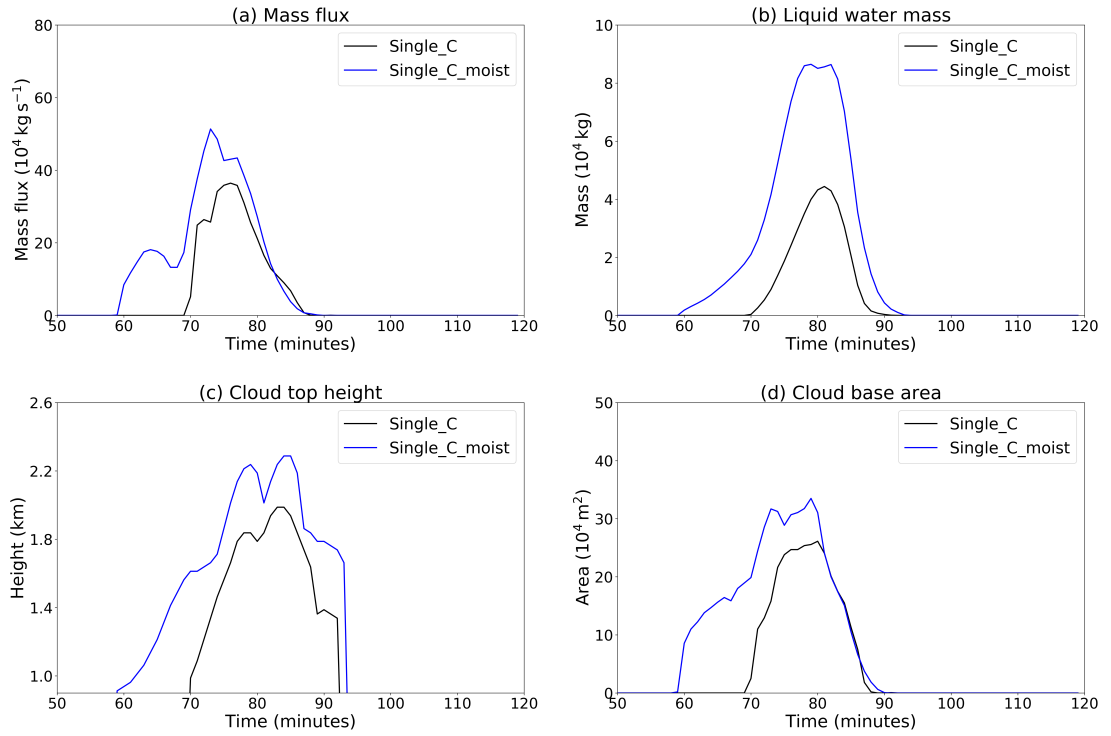 (a) Mass flux
80
60
40
20
0
50 60 70 80 90 100 110 120
Mass flux (10⁴ kg s⁻¹)
Time (minutes)
Single_C
Single_C_moist
(b) Liquid water mass
10
8
6
4
2
0
50 60 70 80 90 100 110 120
Mass (10⁴ kg)
Time (minutes)
Single_C
Single_C_moist
(c) Cloud top height
2.6
2.2
1.8
1.4
1.0
50 60 70 80 90 100 110 120
Height (km)
Time (minutes)
Single_C
Single_C_moist
(d) Cloud base area
50
40
30
20
10
0
50 60 70 80 90 100 110 120
Area (10⁴ m²)
Time (minutes)
Single_C
Single_C_moist